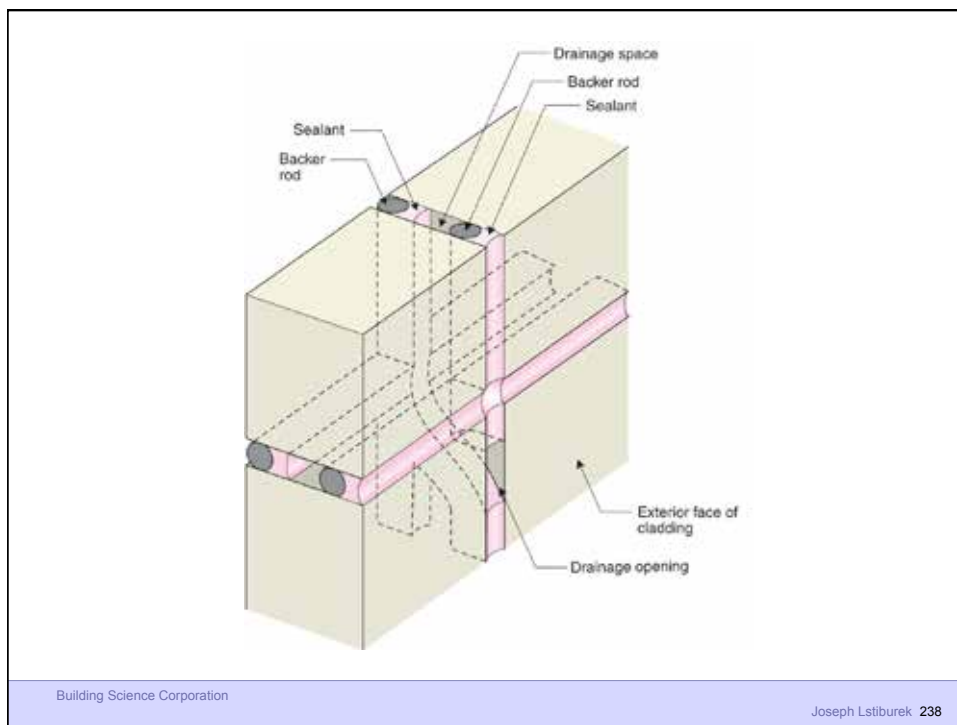 Drainage space
Backer rod
Sealant
Sealant
Backer
rod
Exterior face of
cladding
Drainage opening
Building Science Corporation
Joseph Lstiburek 238